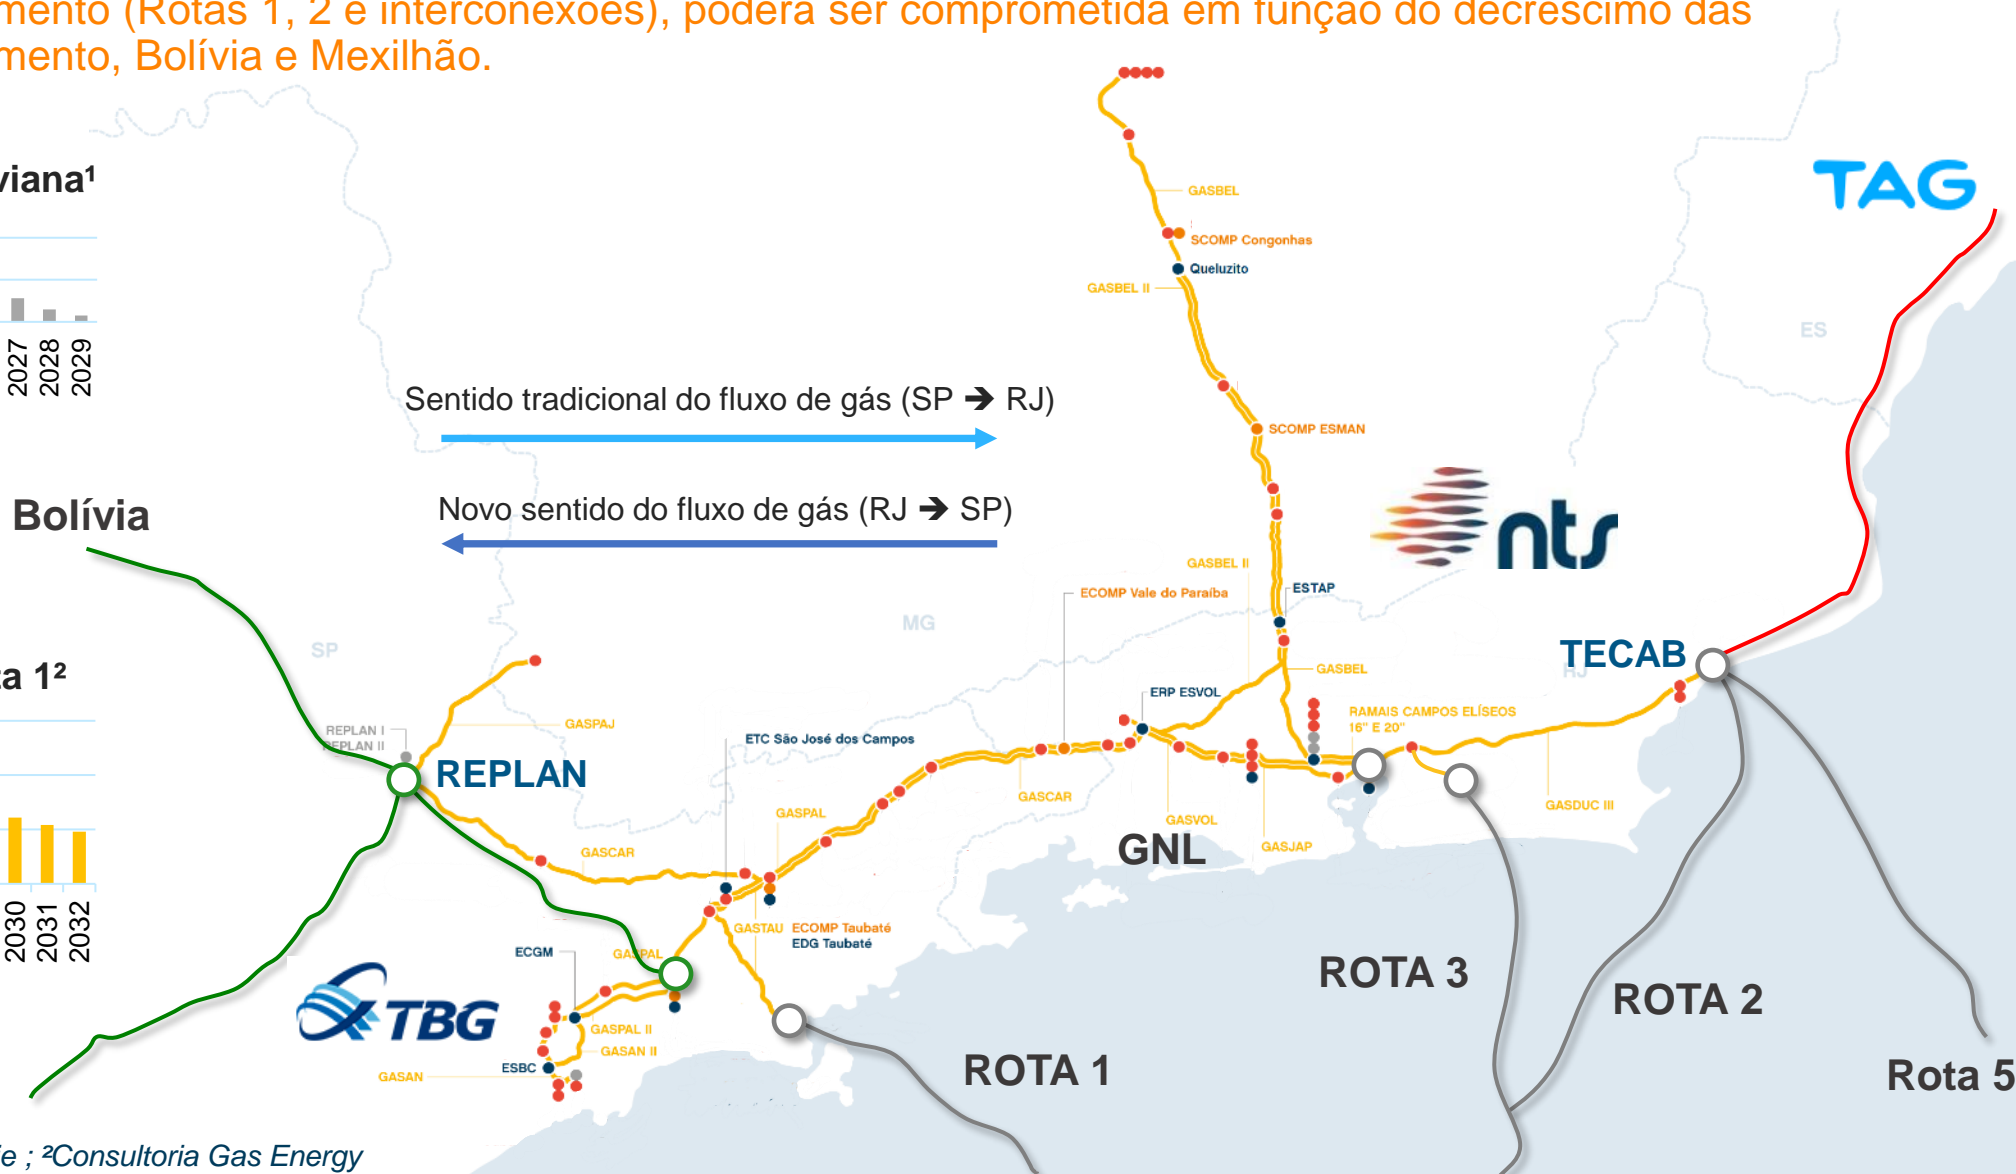 mento (Rotas 1, 2 e interconexões), poderá ser comprometida em função do decréscimo das
mento, Bolívia e Mexilhão.
viana¹
2027
2028
2029
TAG
GASBEL
SCOMP Congonhas
Queluzito
GASBEL II
ES
Sentido tradicional do fluxo de gás (SP ➔ RJ)
SCOMP ESMAN
Bolívia
Novo sentido do fluxo de gás (RJ ➔ SP)
nts
GASBEL II
ECOMP Vale do Paraíba
ESTAP
MG
SP
TECAB
RJ
ta 1²
GASBEL
ERP ESVOL
RAMAIS CAMPOS ELÍSEOS
16" E 20"
REPLAN I
REPLAN II
GASPAJ
ETC São José dos Campos
REPLAN
GASCAR
GASDUC III
GASPAL
GASVOL
GNL
GASJAP
GASCAR
2030
2031
2032
GASTAU
ECOMP Taubaté
EDG Taubaté
ECGM
GASPAL
ROTA 3
ROTA 2
TBG
GASPAL II
GASAN II
ESBC
GASAN
ROTA 1
Rota 5
e ; ²Consultoria Gas Energy